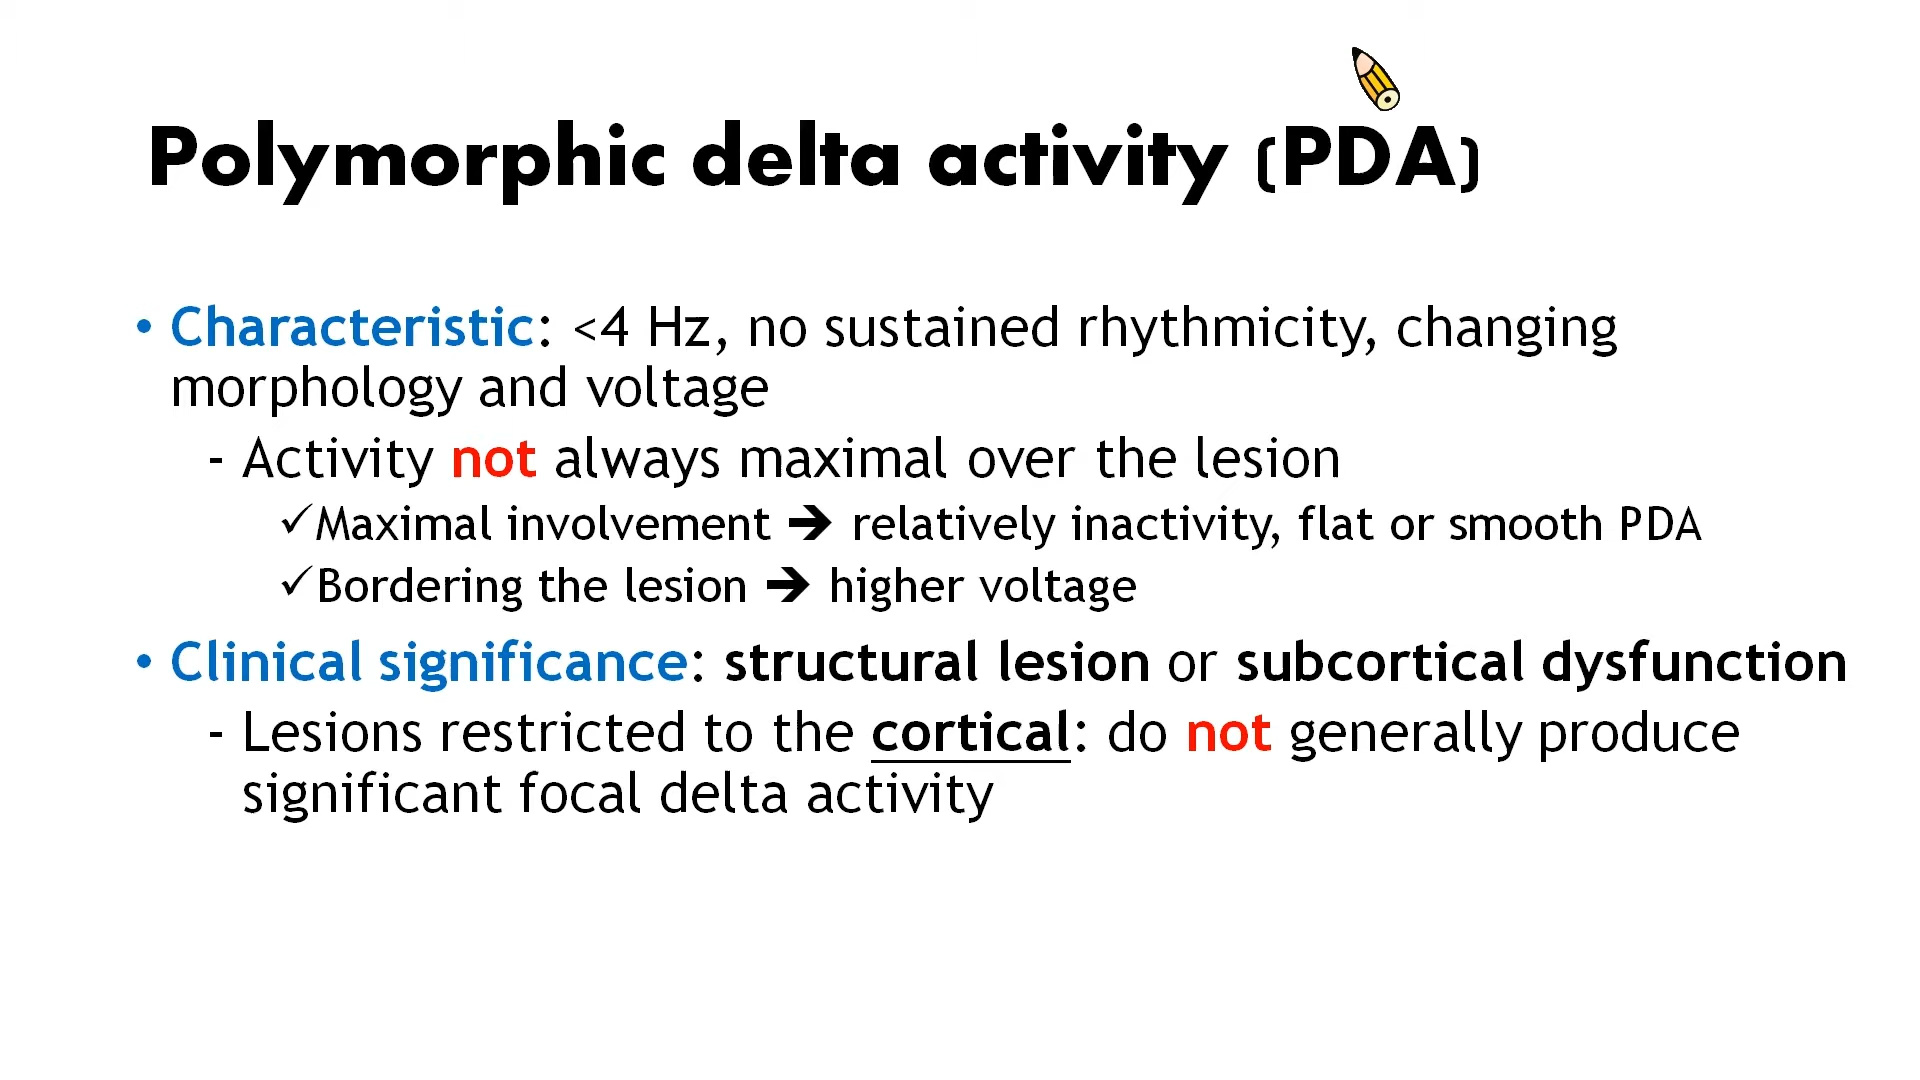 Polymorphic delta activity (PDA)
• Characteristic: <4 Hz, no sustained rhythmicity, changing
morphology and voltage
- Activity not always maximal over the lesion
✓Maximal involvement ➔ relatively inactivity, flat or smooth PDA
✓Bordering the lesion ➔ higher voltage
• Clinical significance: structural lesion or subcortical dysfunction
- Lesions restricted to the cortical: do not generally produce
significant focal delta activity